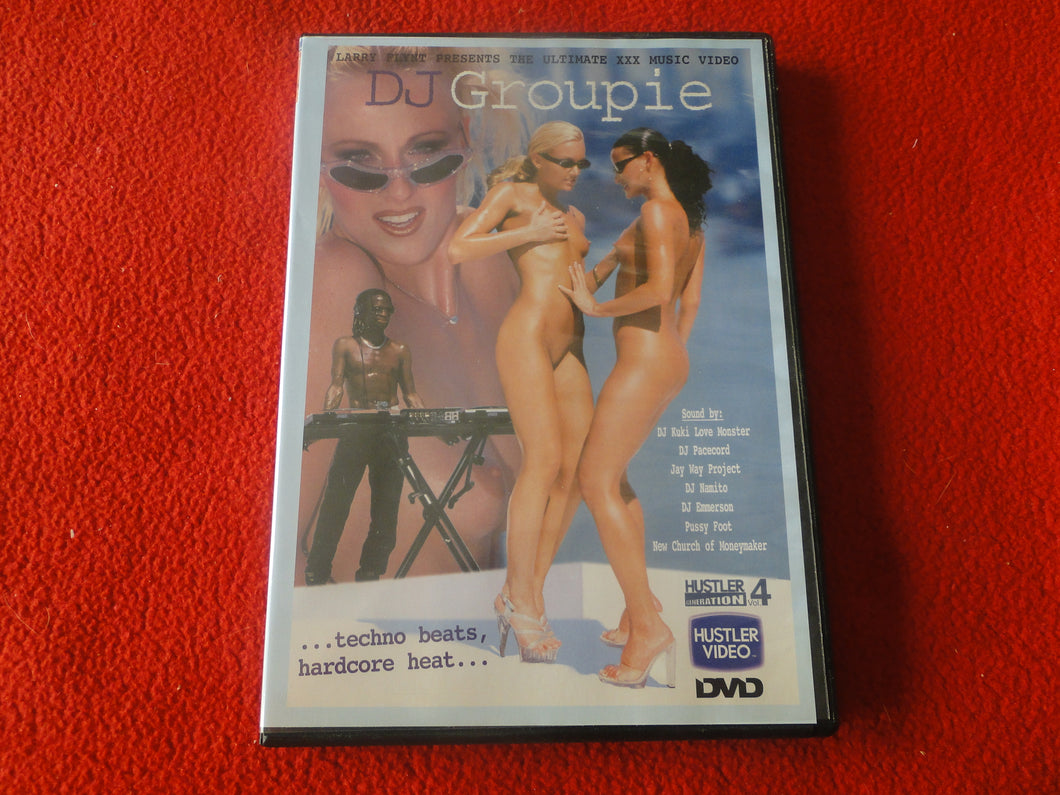 LARRY FLYNT PRESENTS THE ULTIMATE XXX MUSIC VIDEO
DJ Groupie
Sound by:
DJ Kuki Love Monster
DJ Pacecord
Jay Way Project
DJ Namito
DJ Emmerson
Pussy Foot
New Church of Moneymaker
HUSTLER
GENERATION 4
HUSTLER
VIDEO
DVD
...techno beats,
hardcore heat...